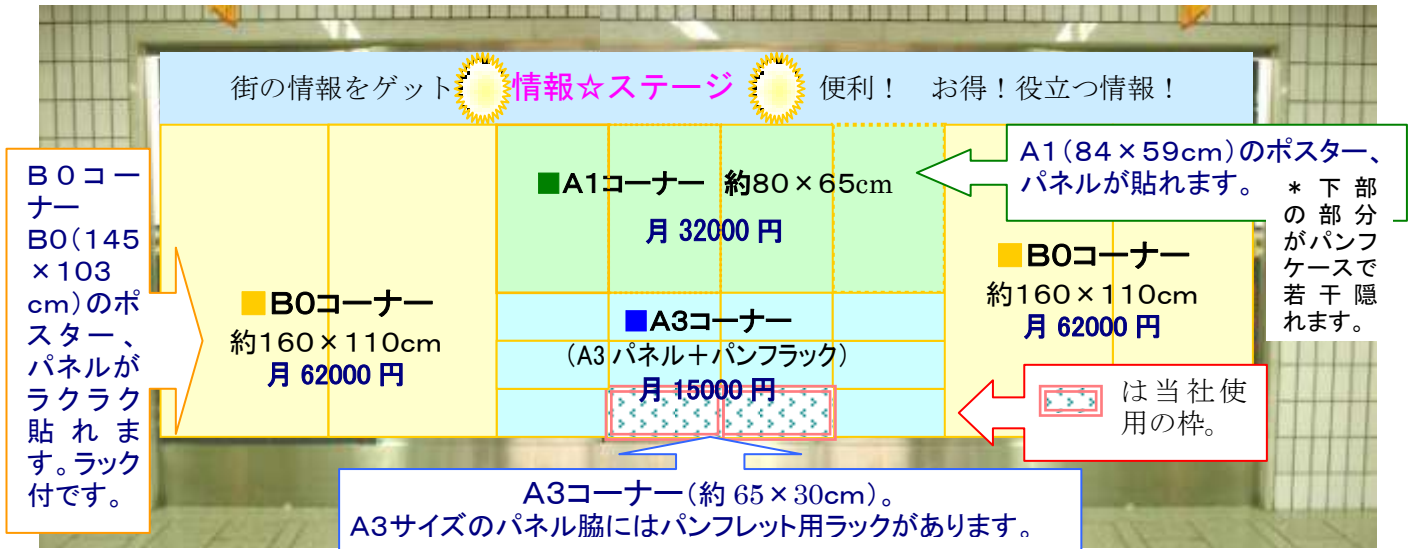 街の情報をゲット 情報☆ステージ 便利！ お得！役立つ情報！
B0コー
ナー
B0(145
×103
cm)のポ
スター、
パネルが
ラクラク
貼れま
す。ラック
付です。
■B0コーナー
約160×110cm
月 62000 円
■A1コーナー 約80×65cm
月 32000 円
■A3コーナー
(A3 パネル＋パンフラック)
月 15000 円
■B0コーナー
約160×110cm
月 62000 円
A1(84×59cm)のポスター、
パネルが貼れます。
＊下部
の部分
がパンフ
ケースで
若干隠
れます。
は当社使
用の枠。
A3コーナー(約 65×30cm)。
A3サイズのパネル脇にはパンフレット用ラックがあります。